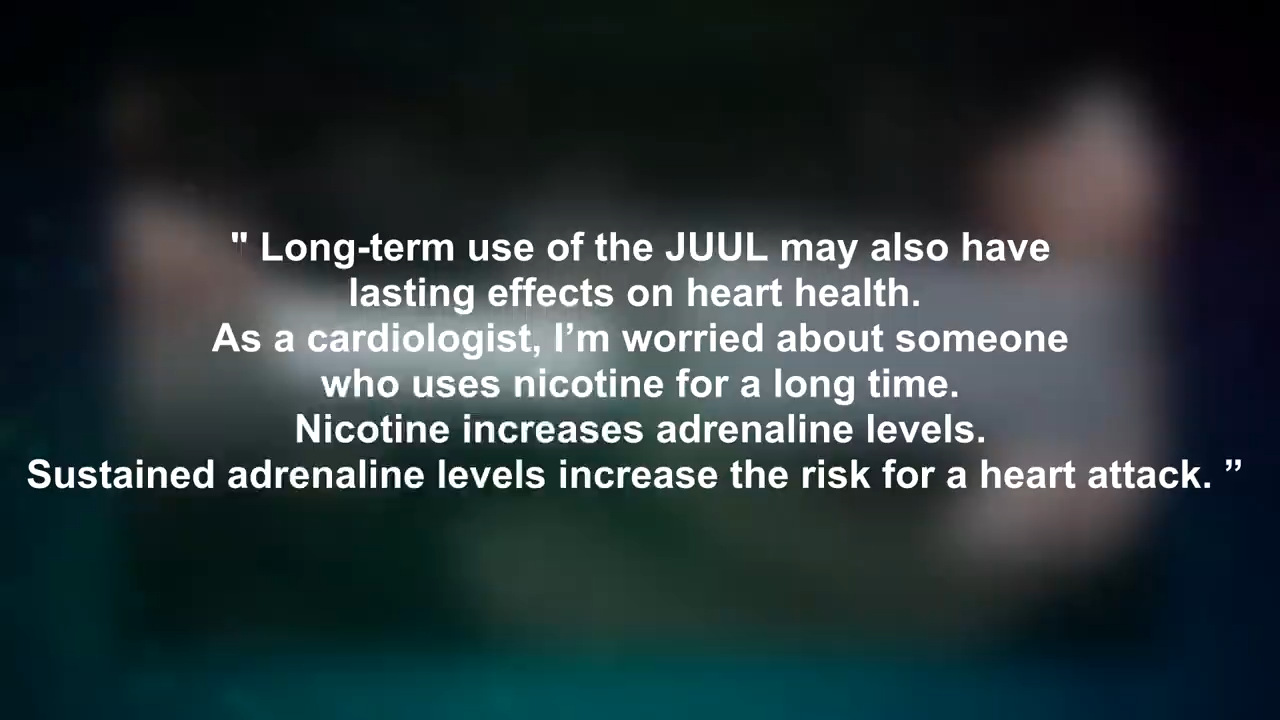 " Long-term use of the JUUL may also have
lasting effects on heart health.
As a cardiologist, I’m worried about someone
who uses nicotine for a long time.
Nicotine increases adrenaline levels.
Sustained adrenaline levels increase the risk for a heart attack. ”